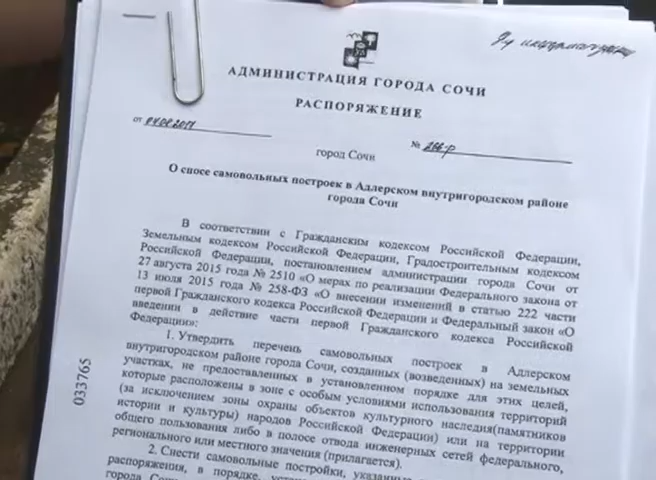 АДМИНИСТРАЦИЯ ГОРОДА СОЧИ
РАСПОРЯЖЕНИЕ
от
№ 266-р
город Сочи
О сносе самовольных построек в Адлерском внутригородском районе
города Сочи
В соответствии с Гражданским кодексом Российской Федерации,
Земельным кодексом Российской Федерации, Градостроительным кодексом
Российской Федерации, постановлением администрации города Сочи от
27 августа 2015 года № 2510 «О мерах по реализации Федерального закона от
13 июля 2015 года № 258-ФЗ «О внесении изменений в статью 222 части
первой Гражданского кодекса Российской Федерации и Федеральный закон «О
введении в действие части первой Гражданского кодекса Российской
Федерации»:
1. Утвердить перечень самовольных построек в Адлерском
внутригородском районе города Сочи, созданных (возведенных) на земельных
участках, не предоставленных в установленном порядке для этих целей,
которые расположены в зоне с особым условиями использования территорий
(за исключением зоны охраны объектов культурного наследия(памятников
истории и культуры) народов Российской Федерации) или на территории
общего пользования либо в полосе отвода инженерных сетей федерального,
регионального или местного значения (прилагается).
2. Снести самовольные постройки,
распоряжения, в порядке,
города
033765